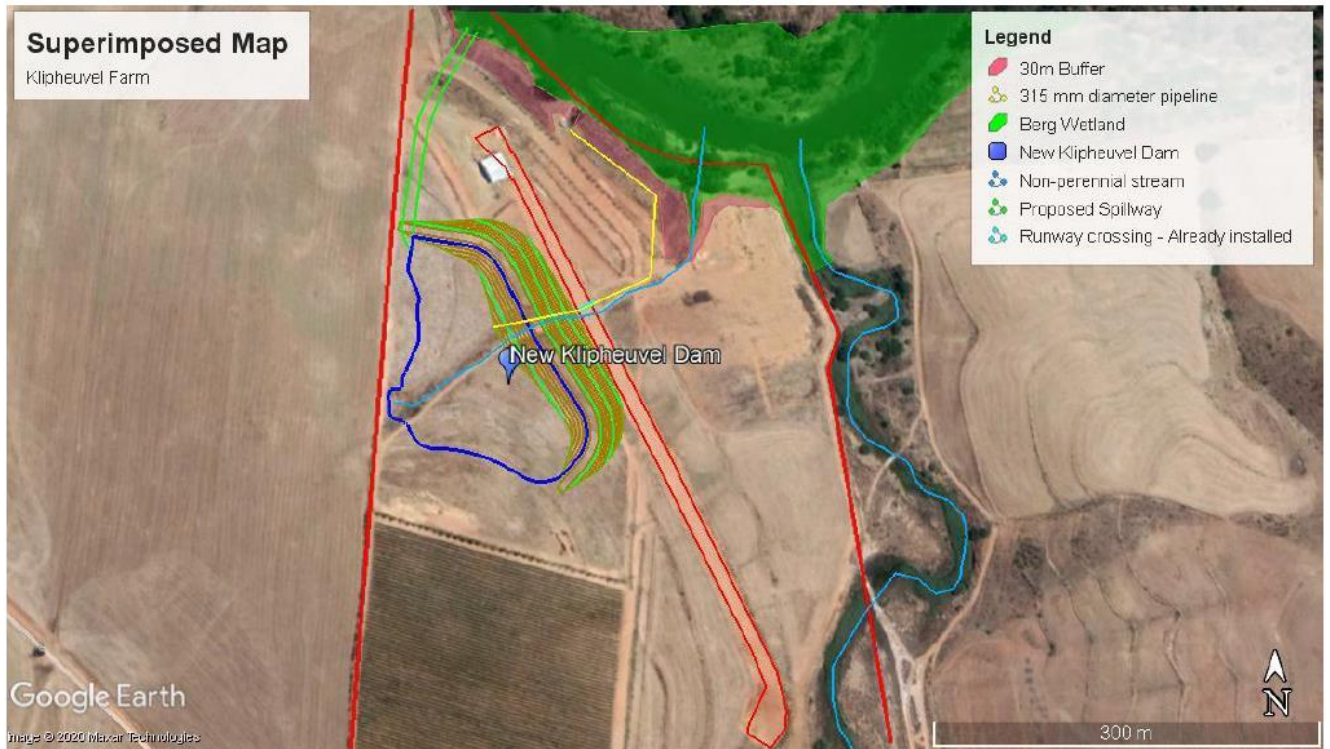 Superimposed Map
Klipheuvel Farm
Legend
30m Buffer
315 mm diameter pipeline
Berg Wetland
New Klipheuvel Dam
Non-perennial stream
Proposed Spillway
Runway crossing - Already installed
New Klipheuvel Dam
Google Earth
Image © 2020 Maxar Technologies
N
300 m